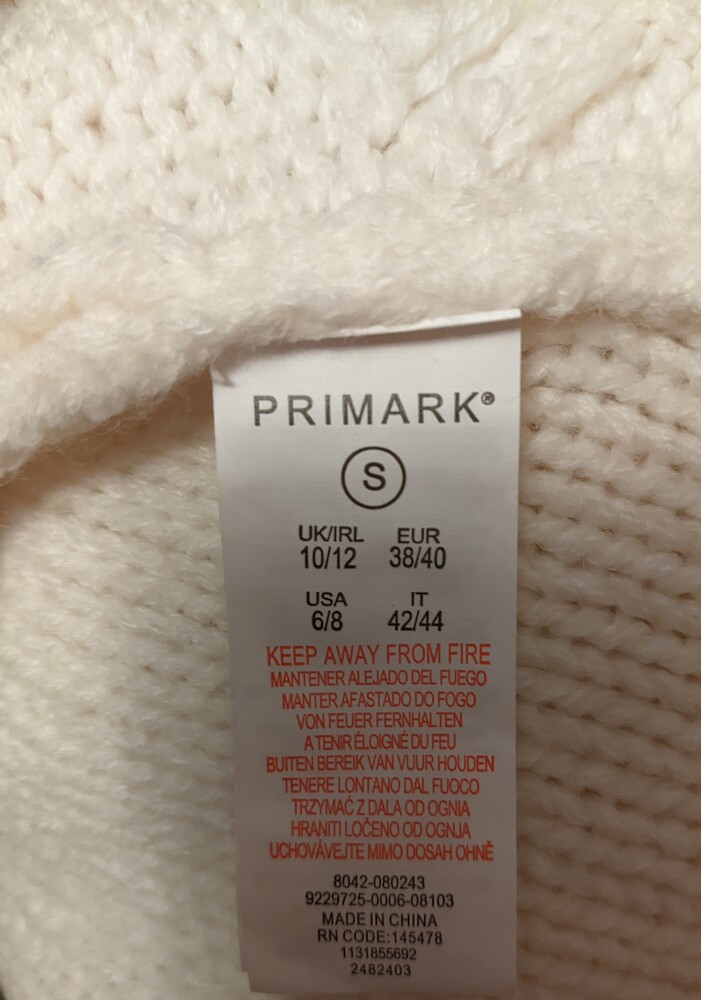 PRIMARK®
S
UK/IRL EUR
10/12 38/40
USA IT
6/8 42/44
KEEP AWAY FROM FIRE
MANTENER ALEJADO DEL FUEGO
MANTER AFASTADO DO FOGO
VON FEUER FERNHALTEN
A TENIR ÉLOIGNÉ DU FEU
BUITEN BEREIK VAN VUUR HOUDEN
TENERE LONTANO DAL FUOCO
TRZYMAĆ Z DALA OD OGNIA
HRANITI LOČENO OD OGNJA
UCHOVÁVEJTE MIMO DOSAH OHNĚ
8042-080243
9229725-0006-08103
MADE IN CHINA
RN CODE:145478
1131855692
2482403